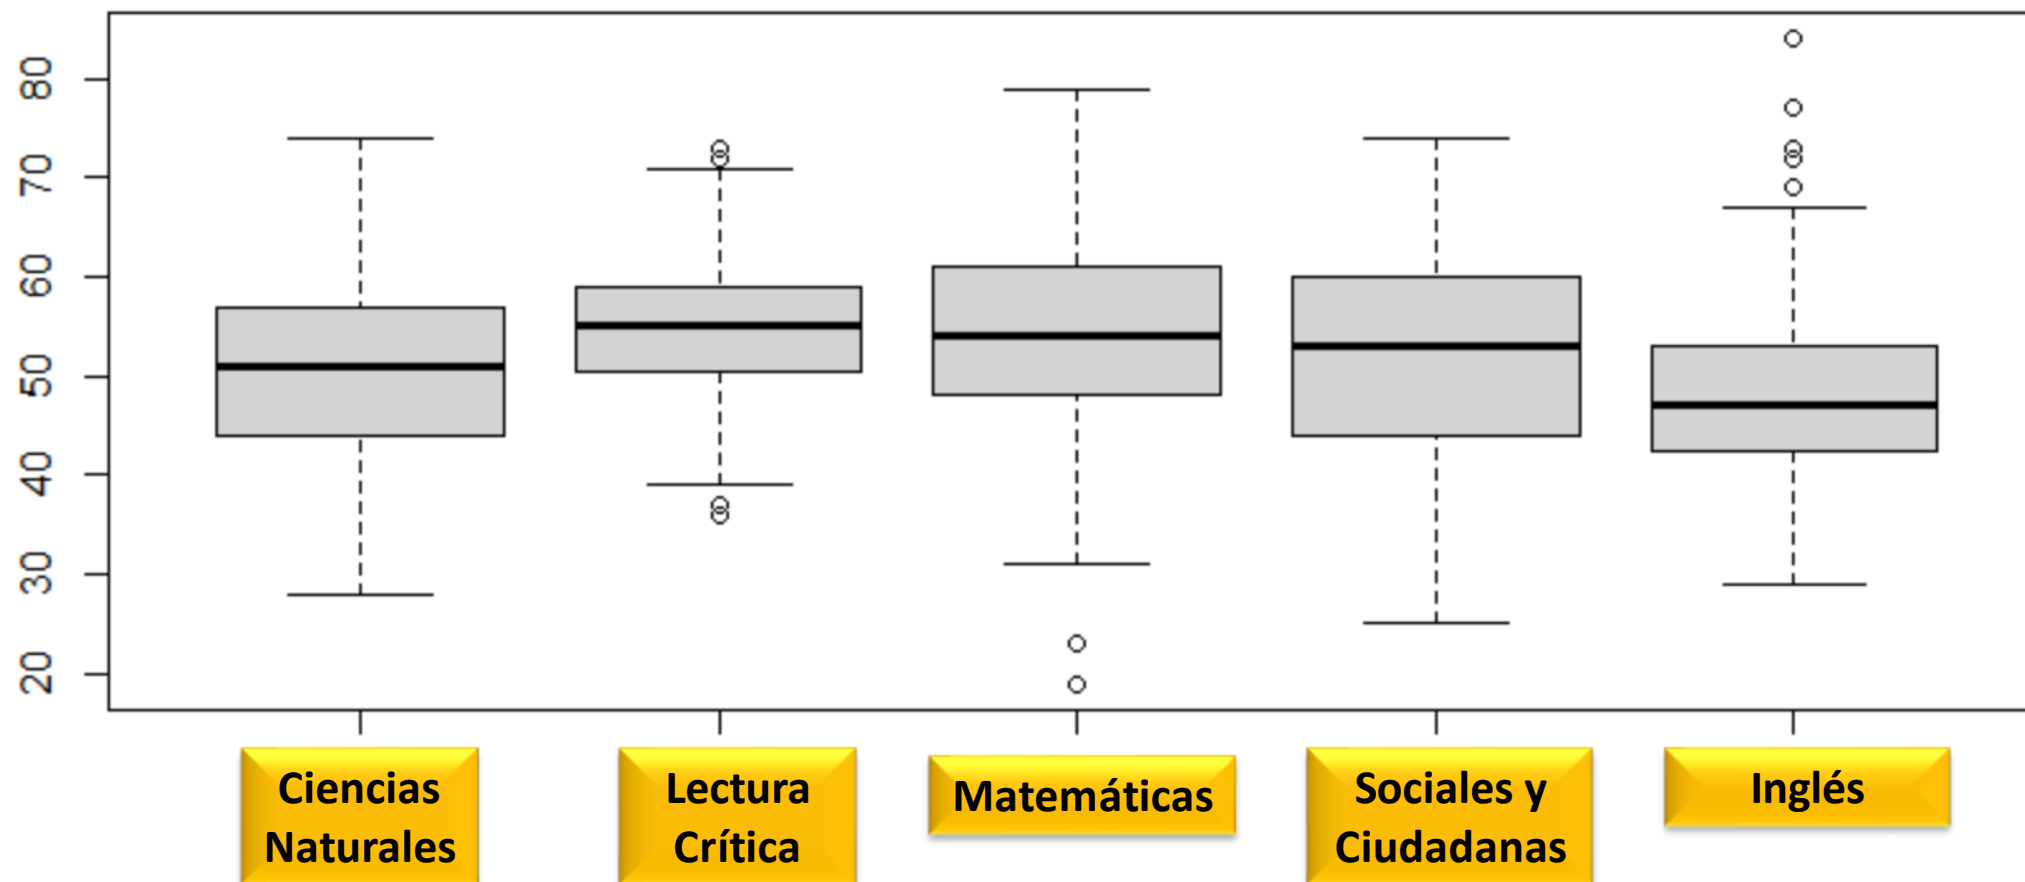 80
70
60
50
40
30
20
Ciencias
Naturales
Lectura
Crítica
Matemáticas
Sociales y
Ciudadanas
Inglés